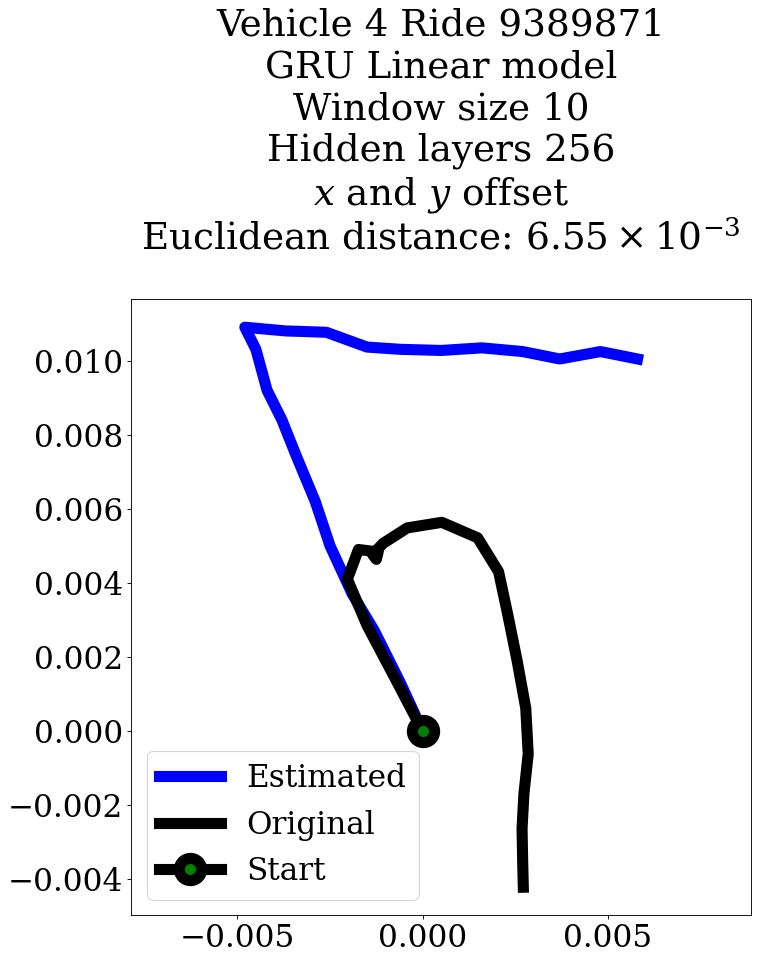 Vehicle 4 Ride 9389871
GRU Linear model
Window size 10
Hidden layers 256
x and y offset
Euclidean distance: 6.55 × 10⁻³
0.010
0.008
0.006
0.004
0.002
0.000
−0.002
−0.004
Estimated
Original
Start
−0.005 0.000 0.005